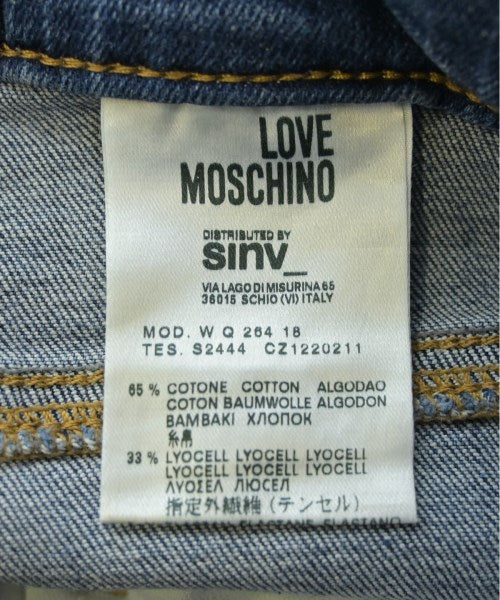 LOVE
MOSCHINO
DISTRIBUTED BY
sinv_
VIA LAGO DI MISURINA 65
36015 SCHIO (VI) ITALY
MOD. W Q 264 18
TES. S2444 CZ1220211
65 % COTONE COTTON ALGODAO
COTON BAUMWOLLE ALGODON
BAMBAKI ХЛОПОК
綿
33 % LYOCELL LYOCELL LYOCELL
LYOCELL LYOCELL LYOCELL
ΛΥΟΣΕΛ ЛЮСЕЛ
指定外繊維 (テンセル)
ELASTANE ELASTANO